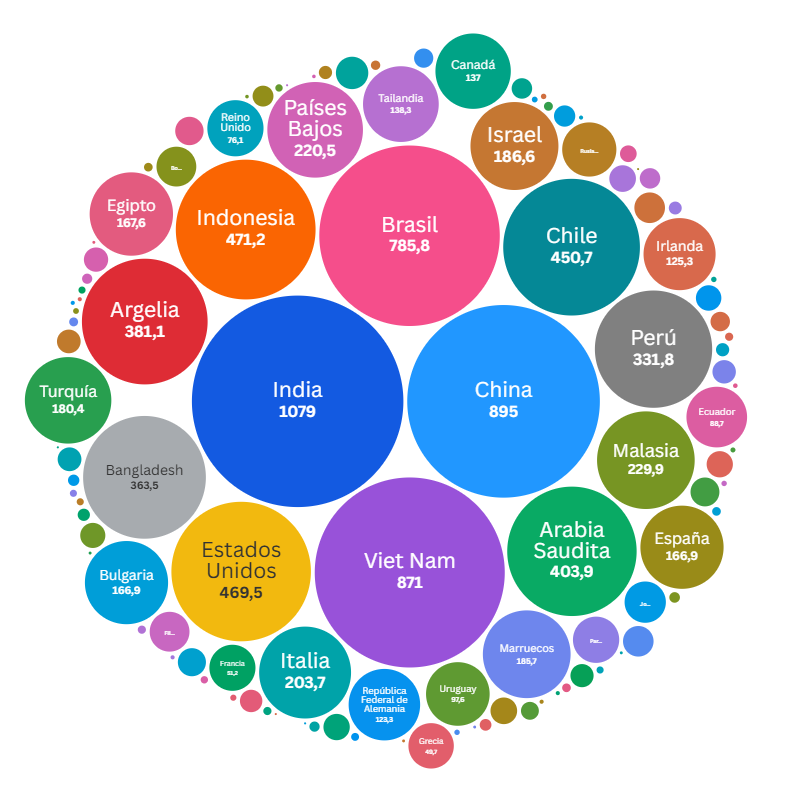 Canadá
137
Tailandia
138,3
Países
Bajos
220,5
Reino
Unido
76,1
Israel
186,6
Egipto
167,6
Indonesia
471,2
Brasil
785,8
Chile
450,7
Irlanda
125,3
Argelia
381,1
Perú
331,8
India
1079
China
895
Turquía
180,4
Ecuador
88,7
Malasia
229,9
Bangladesh
363,5
Arabia
Saudita
403,9
España
166,9
Estados
Unidos
469,5
Viet Nam
871
Bulgaria
166,9
Marruecos
185,7
Italia
203,7
Francia
República
Federal de
Alemania
123,3
Uruguay
97,6
Grecia
49,7